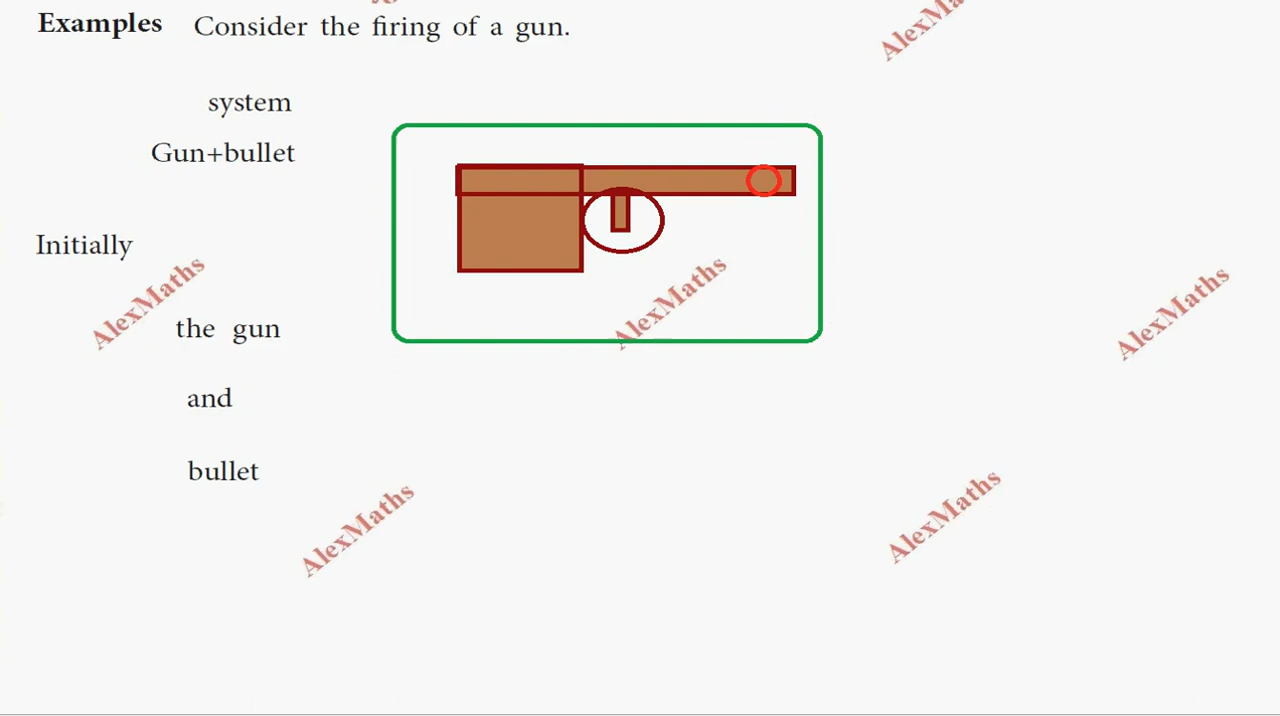 Examples Consider the firing of a gun.
system
Gun+bullet
Initially
the gun
and
bullet
AlexMaths
AlexMaths
AlexMaths
AlexMaths
AlexMaths